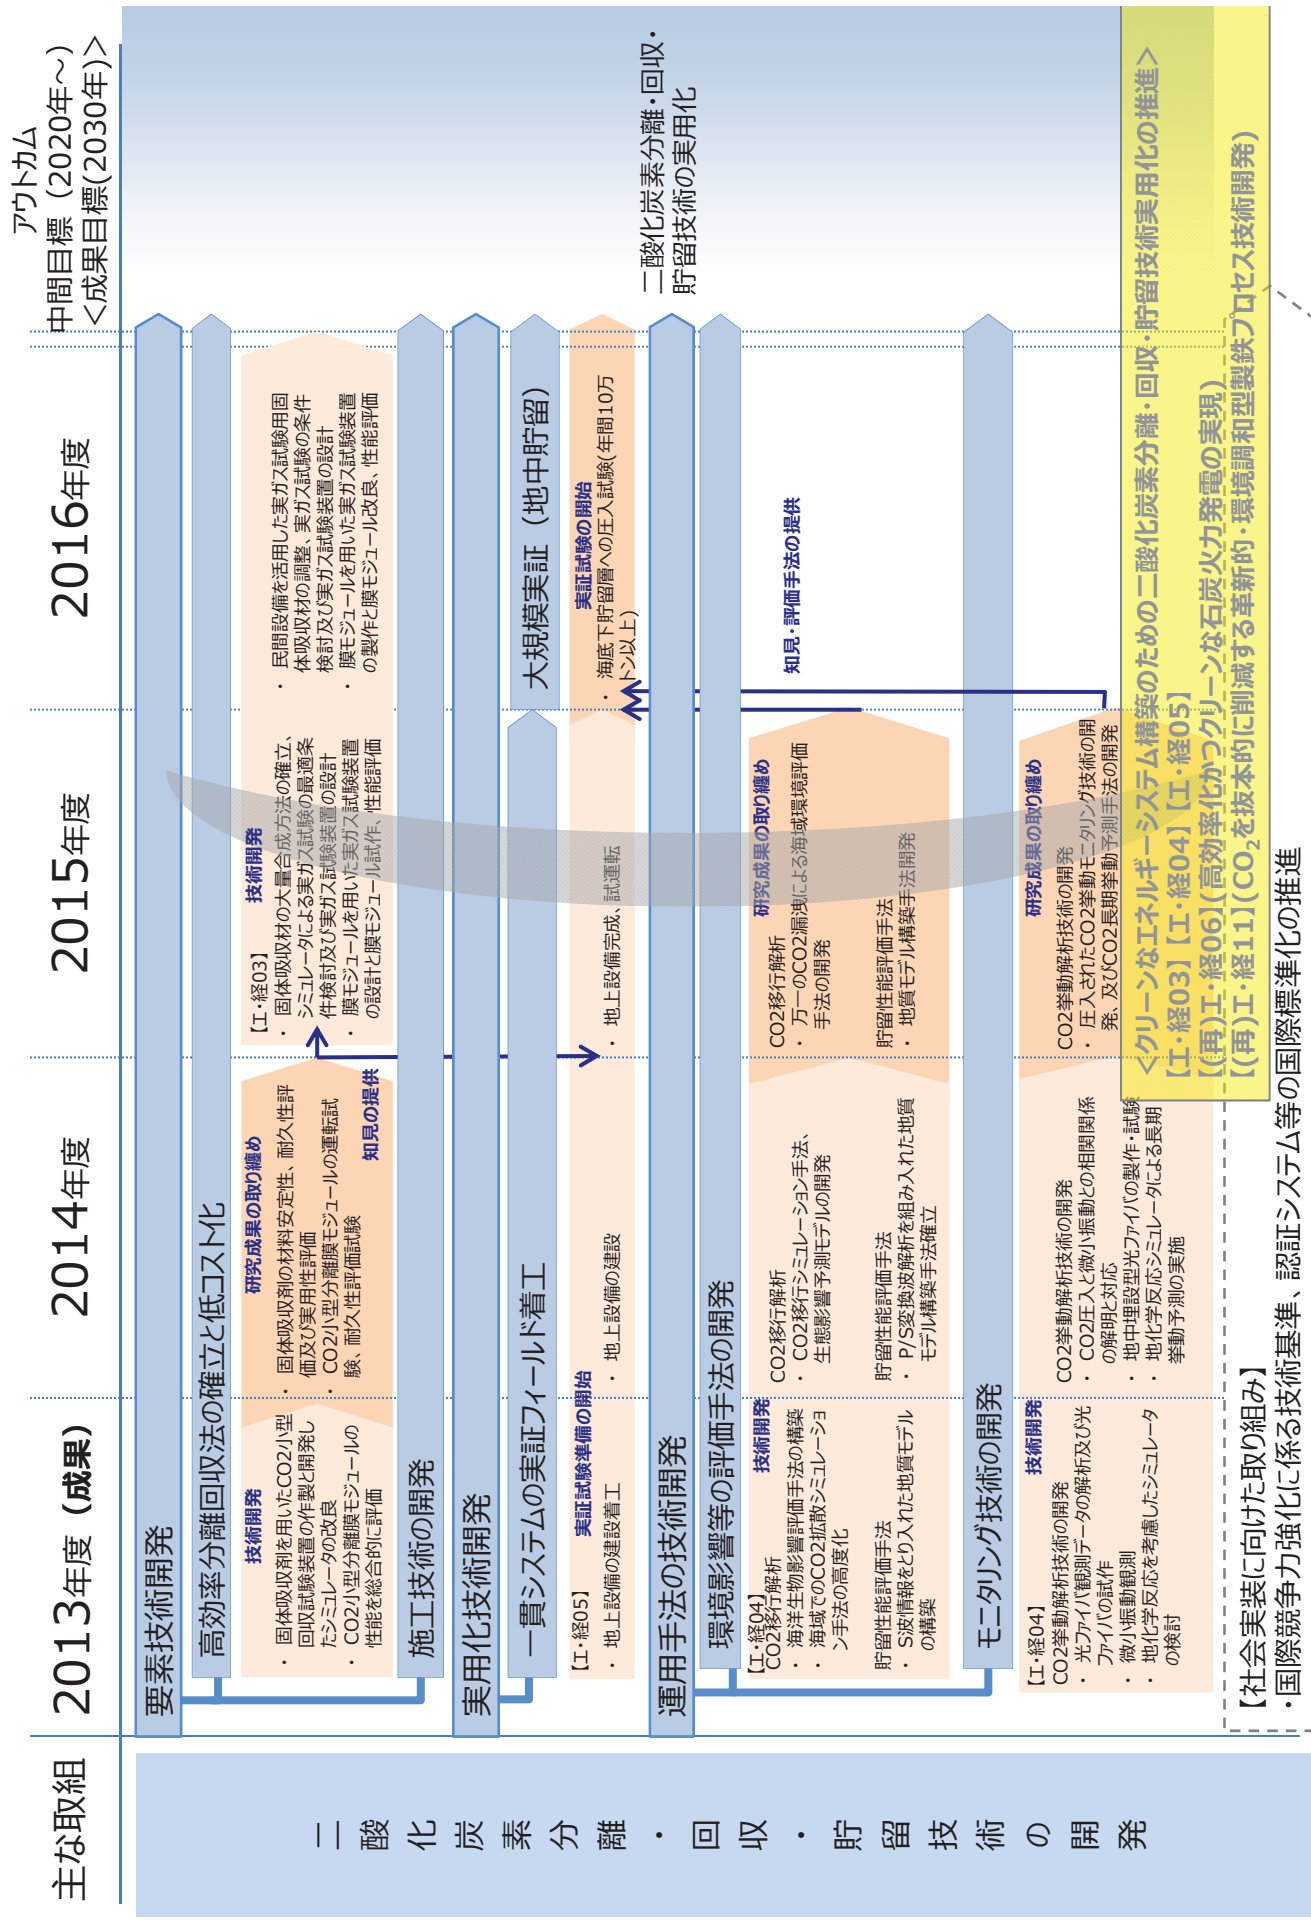 主な取組
2013年度（成果）
2014年度
2015年度
2016年度
アウトカム
中間目標（2020年～）
＜成果目標(2030年)＞
二酸化炭素分離・回収・貯留技術の開発
要素技術開発
高効率分離回収法の確立と低コスト化
技術開発
・ 固体吸収剤を用いたCO2小型
回収試験装置の作製と開発し
たシミュレータの改良
・ CO2小型分離膜モジュールの
性能を総合的に評価
研究成果の取り纏め
・ 固体吸収剤の材料安定性、耐久性評
価及び実用性評価
・ CO2小型分離膜モジュールの運転試
験、耐久性評価試験
知見の提供
【工・経03】
技術開発
・ 固体吸収材の大量合成方法の確立、
シミュレータによる実ガス試験の最適条
件検討及び実ガス試験装置の設計
・ 膜モジュールを用いた実ガス試験装置
の設計と膜モジュール試作、性能評価
・ 民間設備を活用した実ガス試験用固
体吸収材の調整、実ガス試験の条件
検討及び実ガス試験装置の設計
・ 膜モジュールを用いた実ガス試験装置
の製作と膜モジュール改良、性能評価
施工技術の開発
実用化技術開発
一貫システムの実証フィールド着工
大規模実証（地中貯留）
【工・経05】
実証試験準備の開始
・ 地上設備の建設着工
・ 地上設備の建設
・ 地上設備完成、試運転
実証試験の開始
・ 海底下貯留層への圧入試験(年間10万
トン以上)
運用手法の技術開発
環境影響等の評価手法の開発
【工・経04】
技術開発
CO2移行解析
・ 海洋生物影響評価手法の構築
・ 海域でのCO2拡散シミュレーショ
ン手法の高度化
貯留性能評価手法
・ S波情報をとり入れた地質モデル
の構築
CO2移行解析
・ CO2移行シミュレーション手法、
生態影響予測モデルの開発
貯留性能評価手法
・ P/S変換波解析を組み入れた地質
モデル構築手法確立
研究成果の取り纏め
CO2移行解析
・ 万一のCO2漏洩による海域環境評価
手法の開発
貯留性能評価手法
・ 地質モデル構築手法開発
知見・評価手法の提供
モニタリング技術の開発
【工・経04】
技術開発
CO2挙動解析技術の開発
・ 光ファイバ観測データの解析及び光
ファイバの試作
・ 微小振動観測
・ 地化学反応を考慮したシミュレータ
の検討
CO2挙動解析技術の開発
・ CO2圧入と微小振動との相関関係
の解明と対応
・ 地中埋設型光ファイバの製作・試験
・ 地化学反応シミュレータによる長期
挙動予測の実施
研究成果の取り纏め
CO2挙動解析技術の開発
・ 圧入されたCO2挙動モニタリング技術の開
発、及びCO2長期挙動予測手法の開発
二酸化炭素分離・回収・
貯留技術の実用化
＜クリーンなエネルギーシステム構築のための二酸化炭素分離・回収・貯留技術実用化の推進＞
【工・経03】【工・経04】【工・経05】
【(再)工・経06】(高効率化かつクリーンな石炭火力発電の実現)
【(再)工・経11】(CO2を抜本的に削減する革新的・環境調和型製鉄プロセス技術開発)
【社会実装に向けた取り組み】
・国際競争力強化に係る技術基準、認証システム等の国際標準化の推進